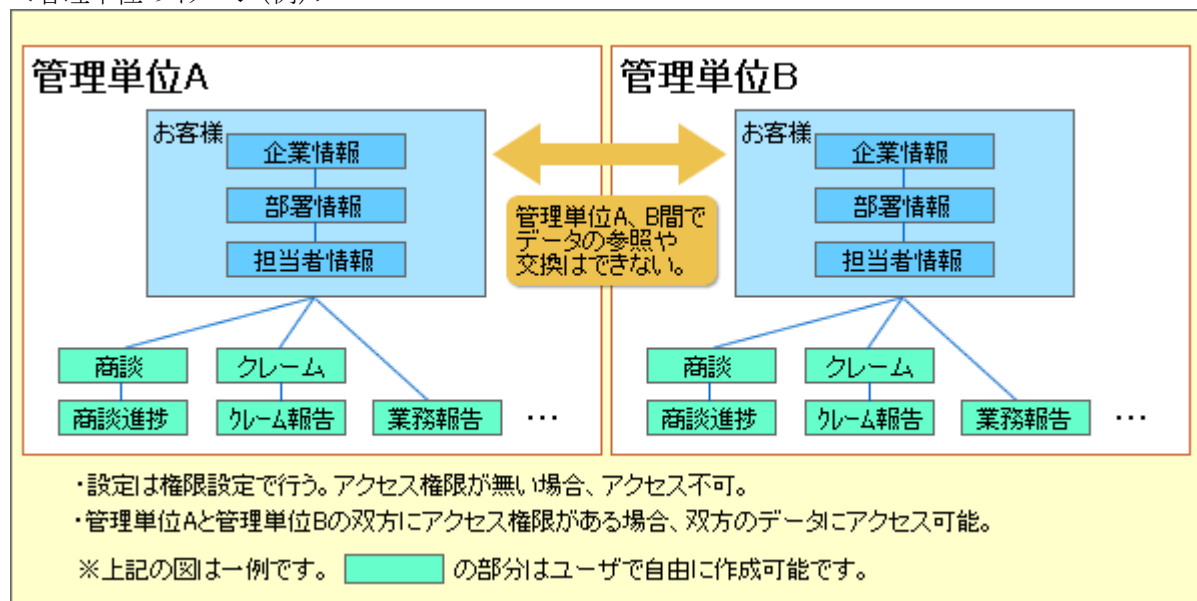 管理単位A
お客様
企業情報
部署情報
担当者情報
商談
クレーム
商談進捗
クレーム報告
業務報告
・・・
管理単位A、B間で
データの参照や
交換はできない。
管理単位B
お客様
企業情報
部署情報
担当者情報
商談
クレーム
商談進捗
クレーム報告
業務報告
・・・
・設定は権限設定で行う。アクセス権限が無い場合、アクセス不可。
・管理単位Aと管理単位Bの双方にアクセス権限がある場合、双方のデータにアクセス可能。
※上記の図は一例です。 の部分はユーザで自由に作成可能です。